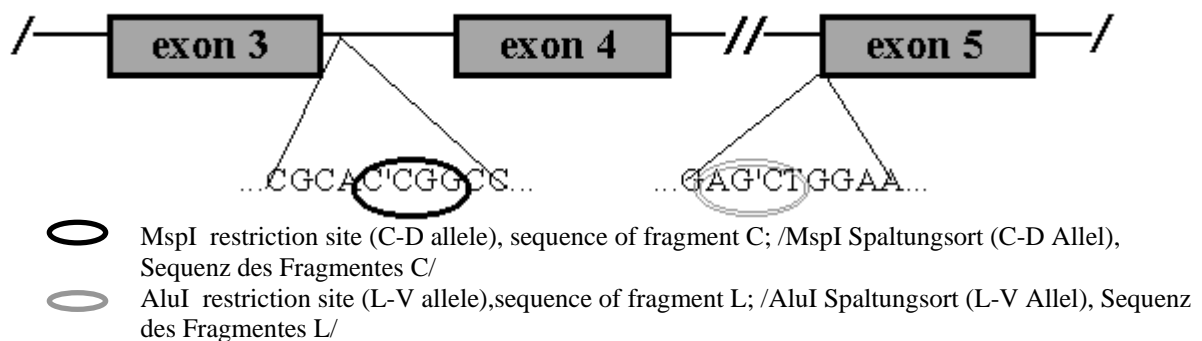 exon 3 exon 4 exon 5
...CGCAC'CGGCG... ...GAG'CTGGAA...
MspI restriction site (C-D allele), sequence of fragment C; /MspI Spaltungsort (C-D Allel),
Sequenz des Fragmentes C/
AluI restriction site (L-V allele),sequence of fragment L; /AluI Spaltungsort (L-V Allel), Sequenz
des Fragmentes L/